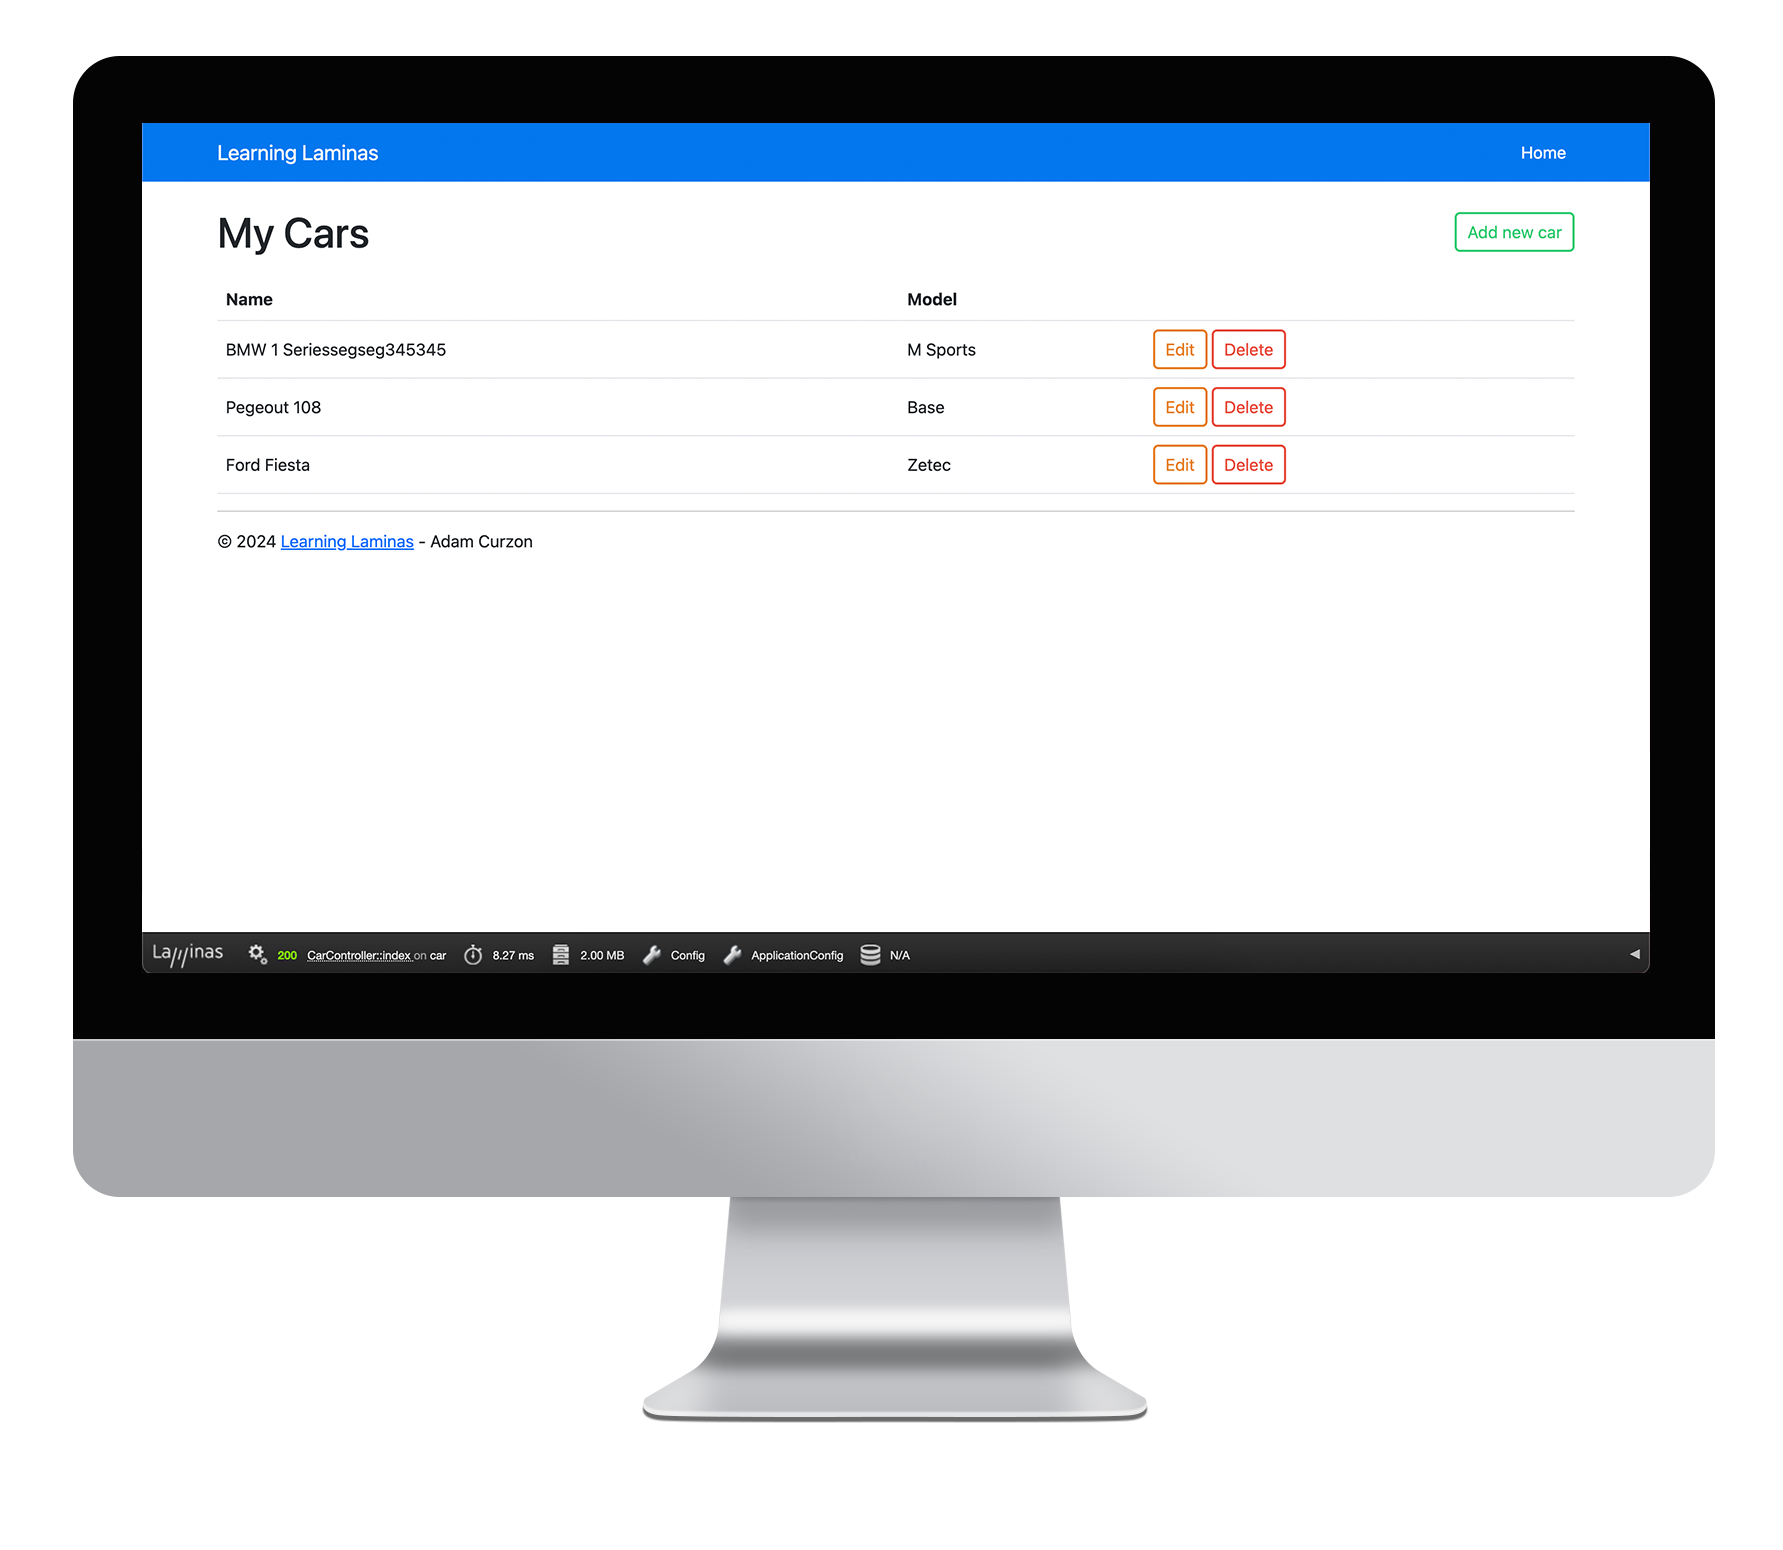 Learning Laminas Home
My Cars Add new car
Name Model
BMW 1 Seriessegseg345345 M Sports Edit Delete
Pegeout 108 Base Edit Delete
Ford Fiesta Zetec Edit Delete
© 2024 Learning Laminas - Adam Curzon
Laminas 200 CarController::index on car 8.27 ms 2.00 MB Config ApplicationConfig N/A